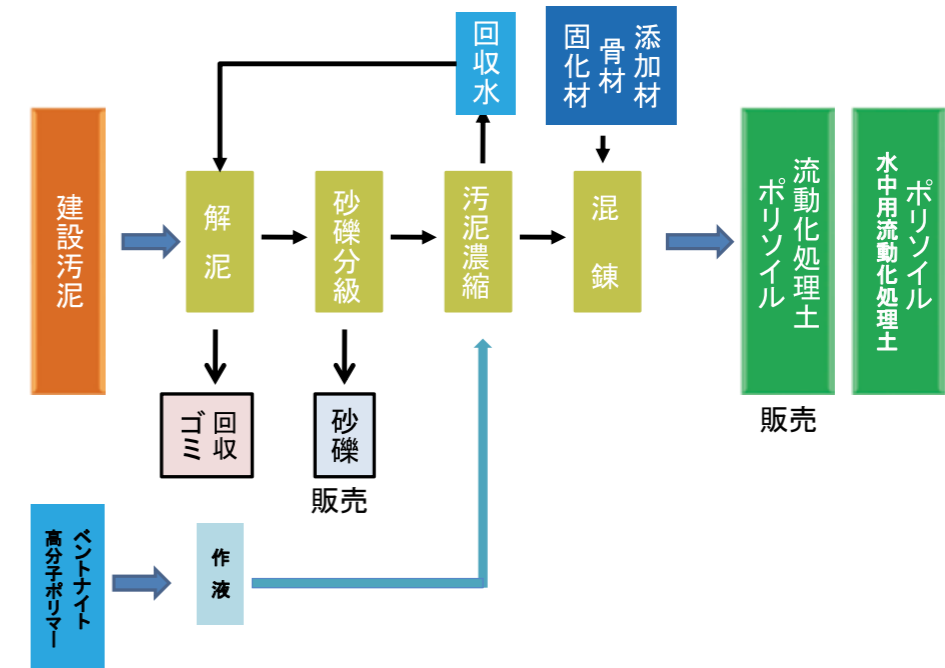 回収水
添加材
骨材
固化材
建設汚泥
解泥
砂礫分級
汚泥濃縮
混錬
流動化処理土
ポリソイル
ポリソイル
水中用流動化処理土
回収
ゴミ
砂礫
販売
販売
ベントナイト
高分子ポリマー
作液